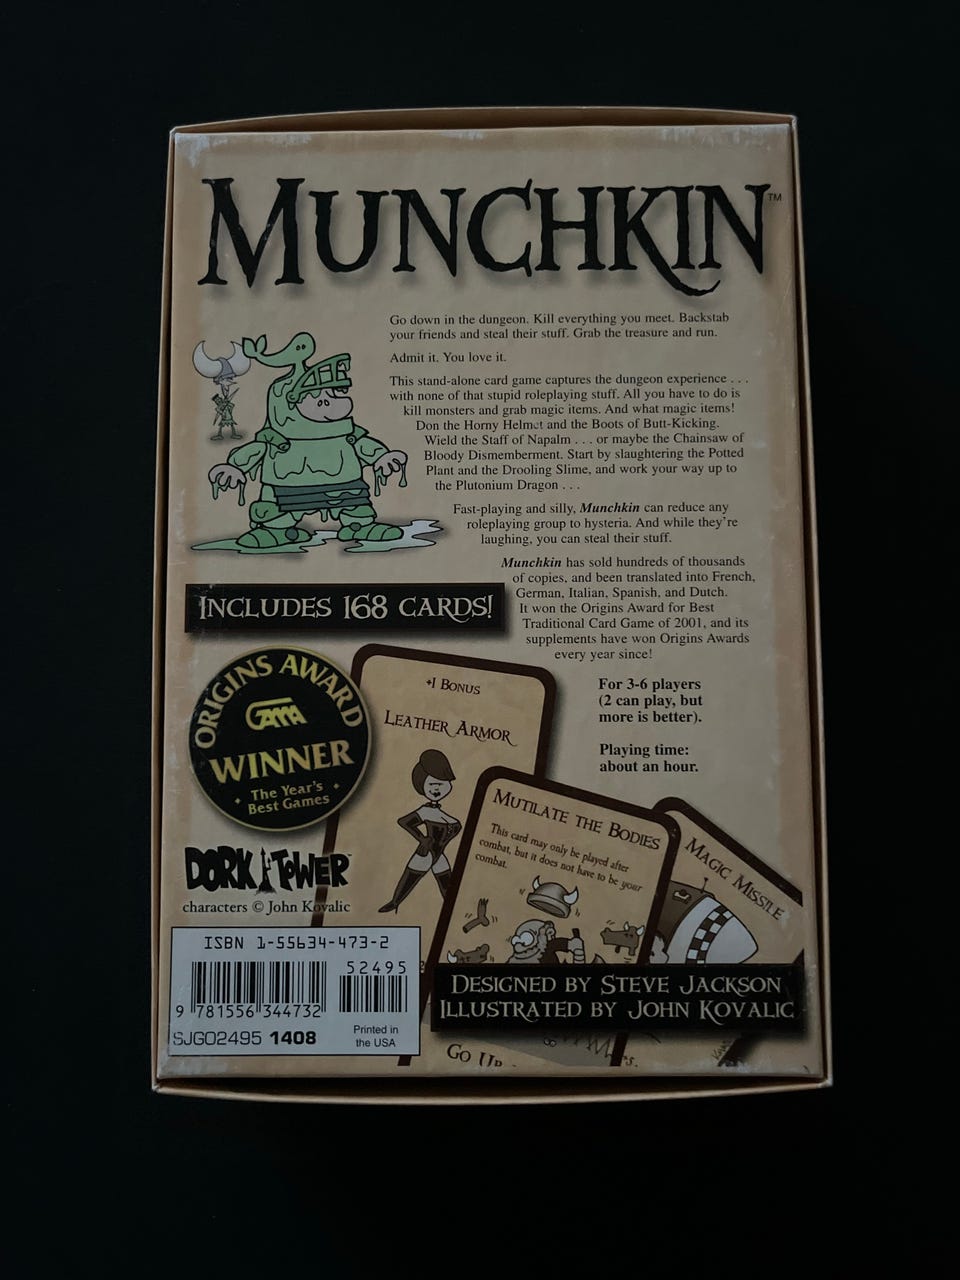 MUNCHKIN™
Go down in the dungeon. Kill everything you meet. Backstab
your friends and steal their stuff. Grab the treasure and run.
Admit it. You love it.
This stand-alone card game captures the dungeon experience . . .
with none of that stupid roleplaying stuff. All you have to do is
kill monsters and grab magic items. And what magic items!
Don the Horny Helmet and the Boots of Butt-Kicking.
Wield the Staff of Napalm . . . or maybe the Chainsaw of
Bloody Dismemberment. Start by slaughtering the Potted
Plant and the Drooling Slime, and work your way up to
the Plutonium Dragon . . .
Fast-playing and silly, Munchkin can reduce any
roleplaying group to hysteria. And while they're
laughing, you can steal their stuff.
Munchkin has sold hundreds of thousands
of copies, and been translated into French,
German, Italian, Spanish, and Dutch.
It won the Origins Award for Best
Traditional Card Game of 2001, and its
supplements have won Origins Awards
every year since!
INCLUDES 168 CARDS!
ORIGINS AWARD
GAMA
WINNER
The Year's
Best Games
For 3-6 players
(2 can play, but
more is better).
Playing time:
about an hour.
+1 BONUS
LEATHER ARMOR
MUTILATE THE BODIES
This card may only be played after
combat, but it does not have to be your
combat.
MAGIC MISSILE
DORK TOWER
characters © John Kovalic
DESIGNED BY STEVE JACKSON
ILLUSTRATED BY JOHN KOVALIC
GO UP
ISBN 1-55634-473-2
52495
9 781556 344732
SJG02495 1408
Printed in
the USA